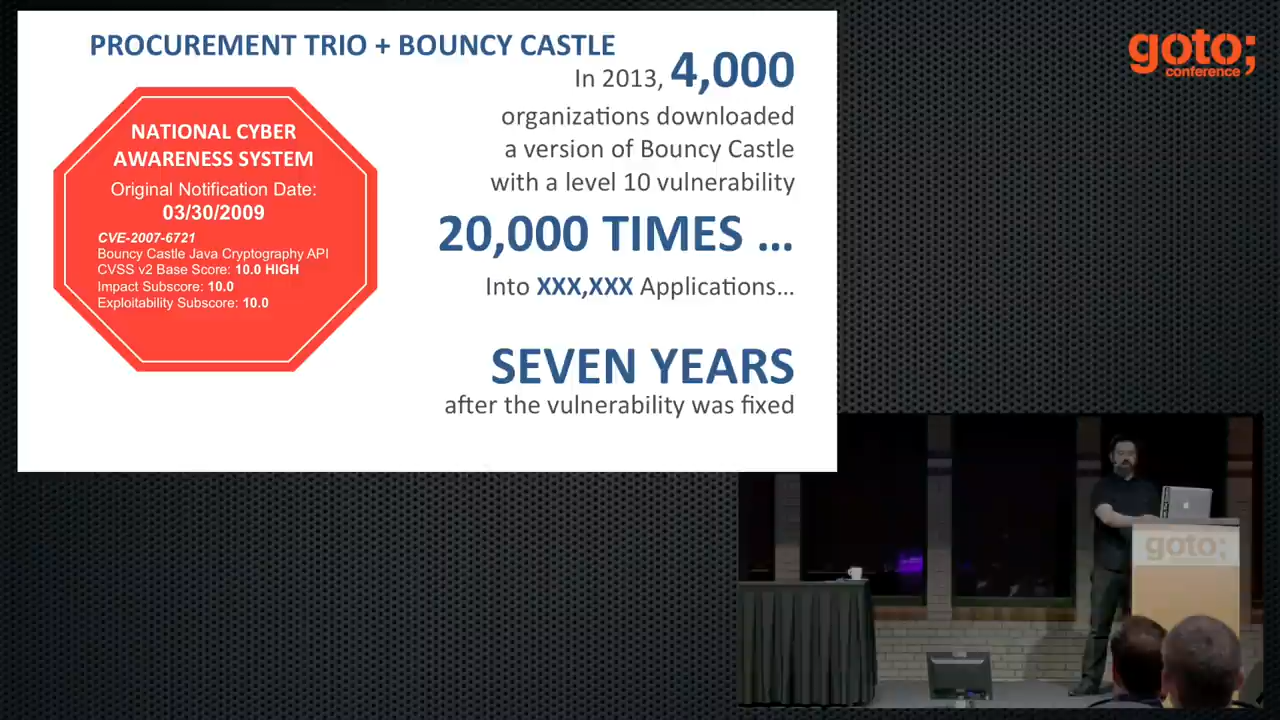 PROCUREMENT TRIO + BOUNCY CASTLE
NATIONAL CYBER
AWARENESS SYSTEM
Original Notification Date:
03/30/2009
CVE-2007-6721
Bouncy Castle Java Cryptography API
CVSS v2 Base Score: 10.0 HIGH
Impact Subscore: 10.0
Exploitability Subscore: 10.0
In 2013, 4,000
organizations downloaded
a version of Bouncy Castle
with a level 10 vulnerability
20,000 TIMES ...
Into XXX,XXX Applications...
SEVEN YEARS
after the vulnerability was fixed
goto;
conference
goto;